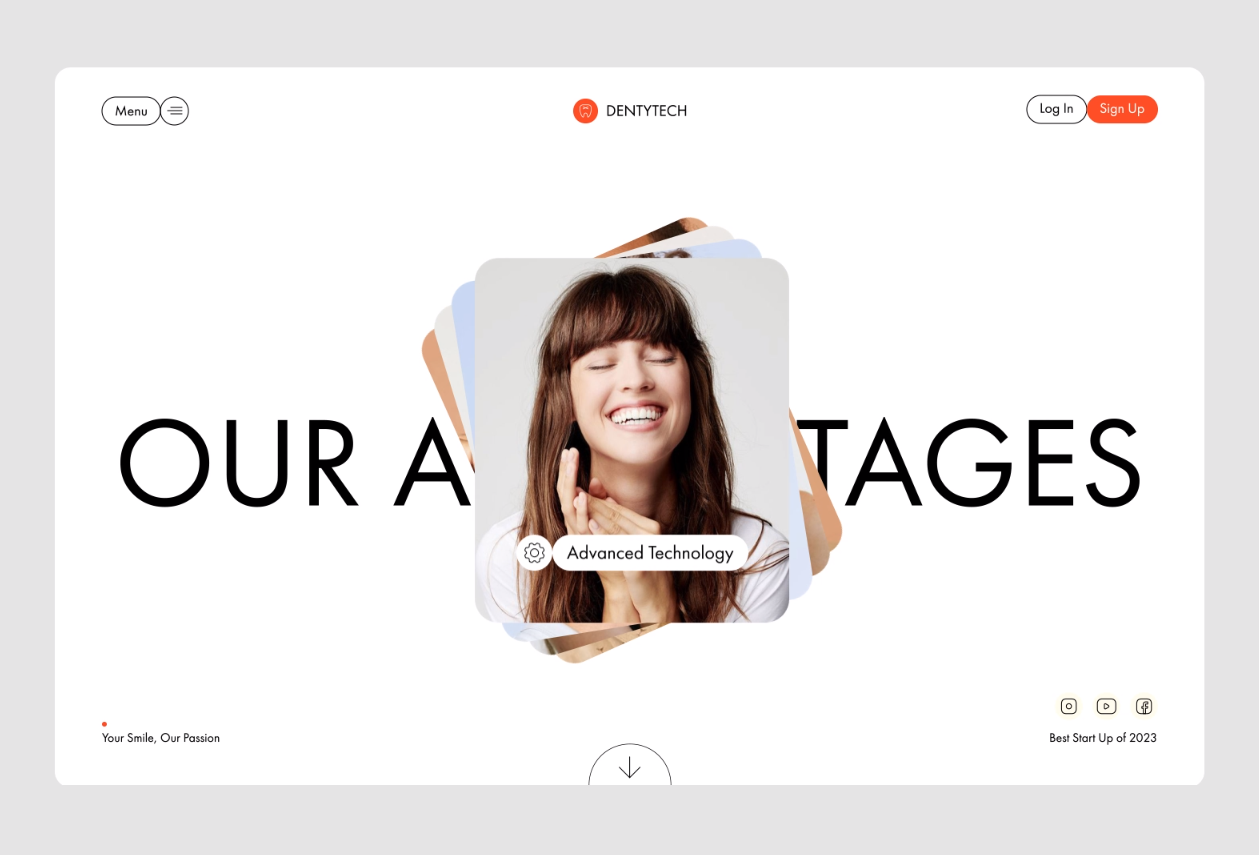 Menu
DENTYTECH
Log In
Sign Up
OUR A TAGES
Advanced Technology
Your Smile, Our Passion
Best Start Up of 2023